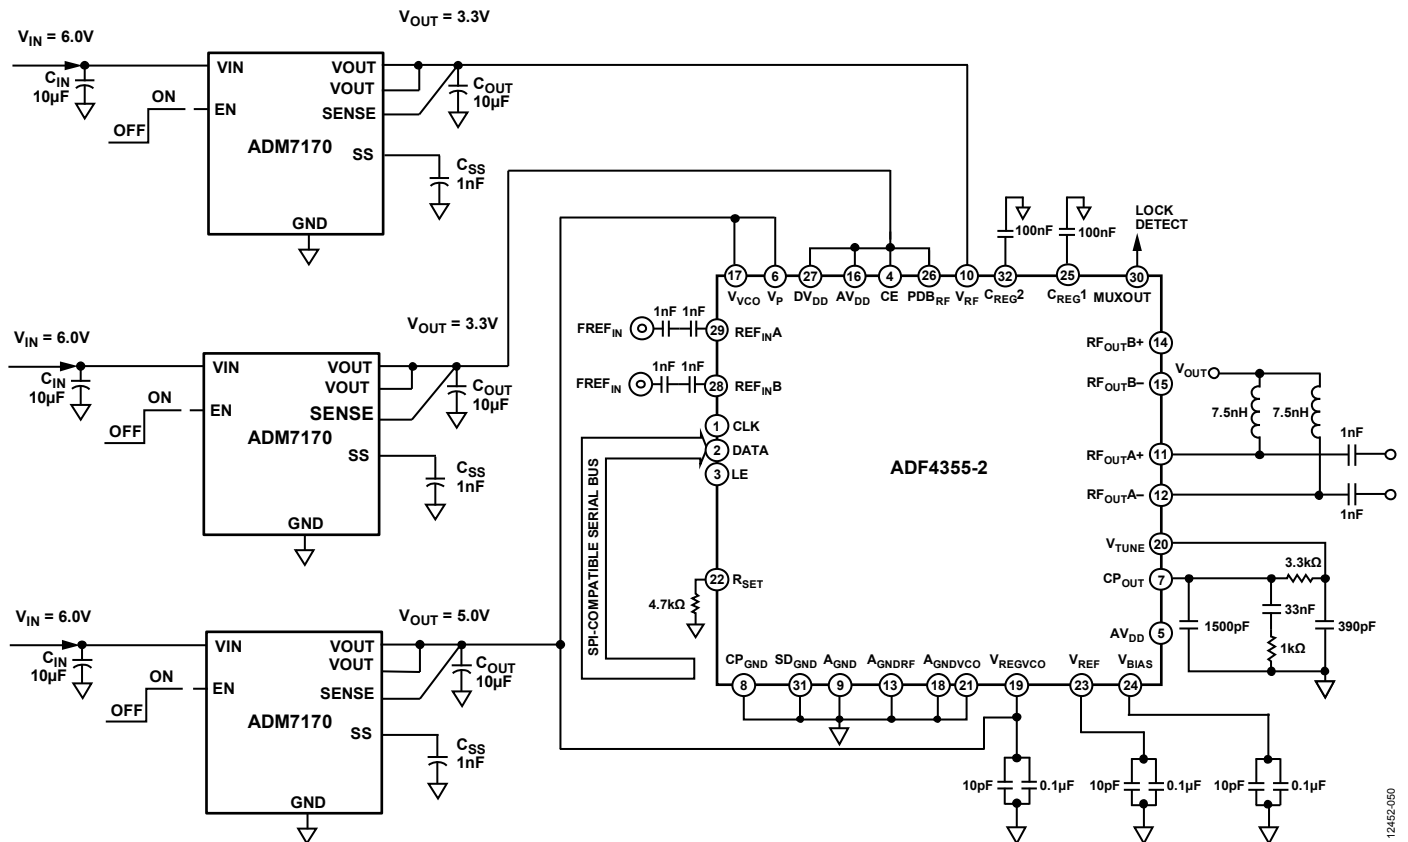 VOUT = 3.3V
VIN = 6.0V
VIN
VOUT
CIN
10µF
VOUT
COUT
10µF
ON
EN
SENSE
OFF
ADM7170
SS
CSS
1nF
GND
VOUT = 3.3V
VIN = 6.0V
VIN
VOUT
CIN
10µF
VOUT
COUT
10µF
ON
EN
SENSE
OFF
ADM7170
SS
CSS
1nF
GND
VOUT = 5.0V
VIN = 6.0V
VIN
VOUT
CIN
10µF
VOUT
COUT
10µF
ON
EN
SENSE
OFF
ADM7170
SS
CSS
1nF
GND
100nF
100nF
LOCK
DETECT
17 6 27 16 4 26 10 32 25 30
VVCO VP DVDD AVDD CE PDBRF VRF CREG2 CREG1 MUXOUT
FREFIN 1nF 1nF 29 REFINA
FREFIN 1nF 1nF 28 REFINB
1 CLK
2 DATA
3 LE
SPI-COMPATIBLE SERIAL BUS
22 RSET
4.7kΩ
ADF4355-2
RFOUTB+ 14
RFOUTB− 15
VOUT
7.5nH 7.5nH
RFOUTA+ 11
1nF
RFOUTA− 12
1nF
VTUNE 20
3.3kΩ
CPOUT 7
33nF
1500pF
390pF
1kΩ
AVDD 5
CPGND SDGND AGND AGNDRF AGNDVCO VREGVCO VREF VBIAS
8 31 9 13 18 21 19 23 24
10pF 0.1µF
10pF 0.1µF
10pF 0.1µF
12452-050